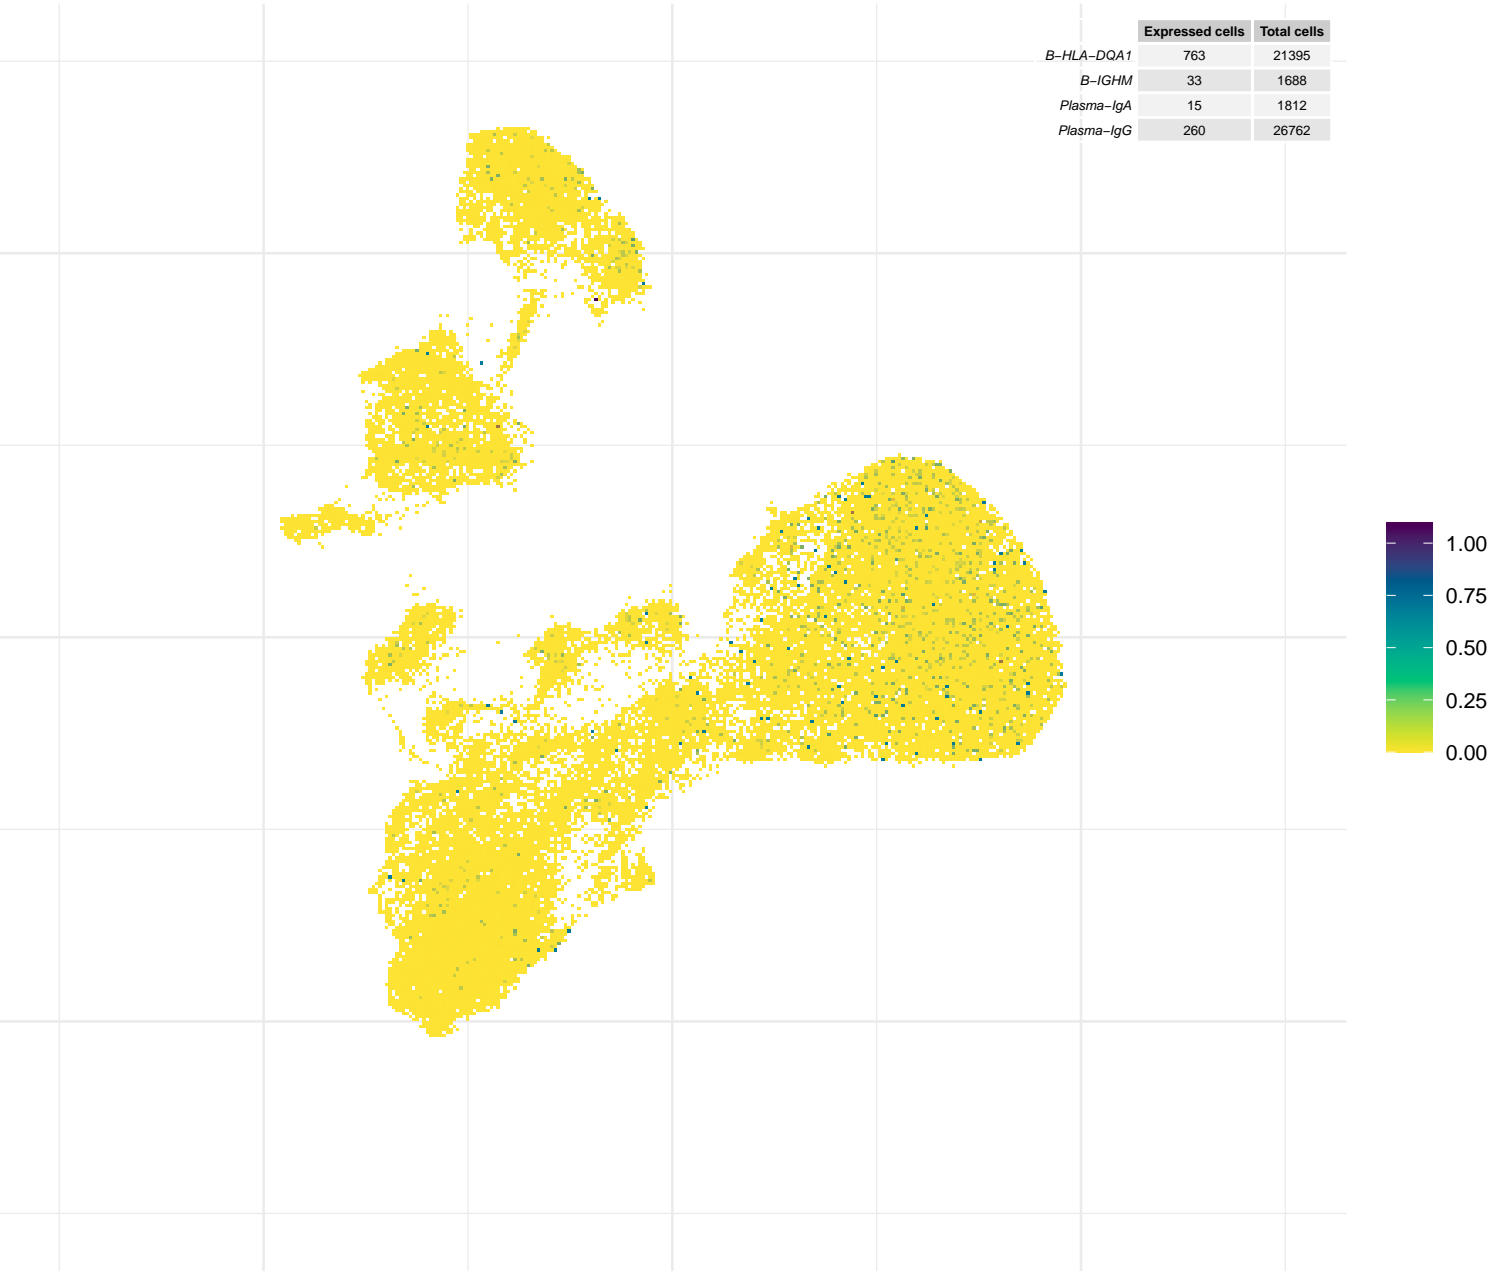 Expressed cells Total cells
B−HLA−DQA1 763 21395
B−IGHM 33 1688
Plasma−IgA 15 1812
Plasma−IgG 260 26762
1.00
0.75
0.50
0.25
0.00